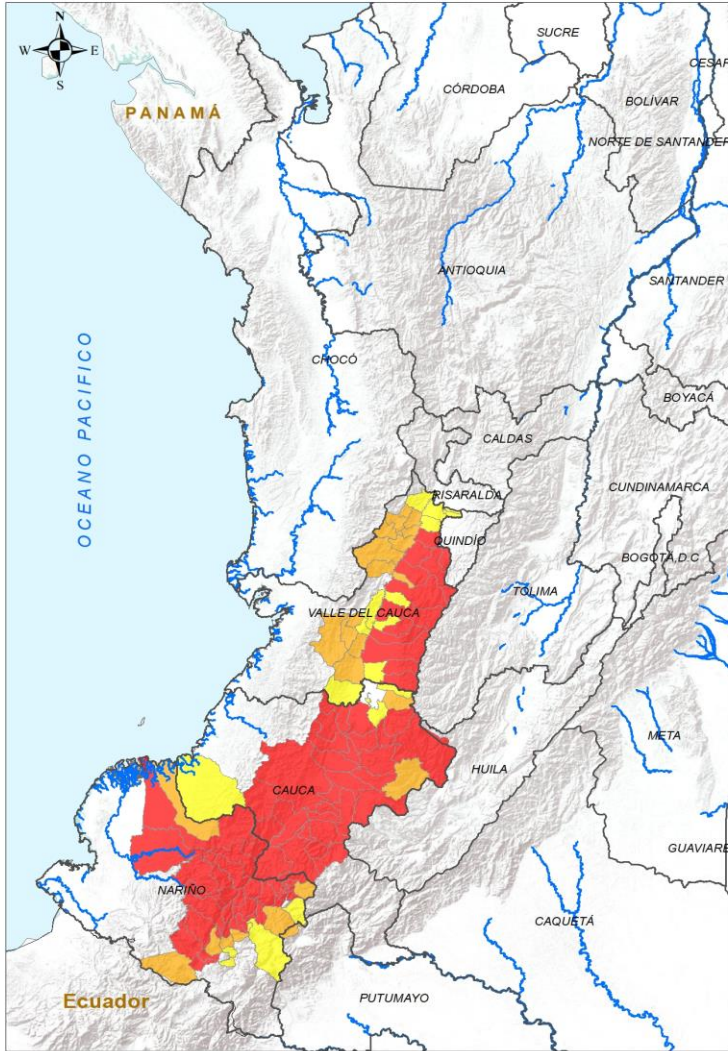 N
W E
S
SUCRE
CESAR
CÓRDOBA
BOLÍVAR
PANAMÁ
NORTE DE SANTANDER
ANTIOQUIA
SANTANDER
OCEANO PACIFICO
CHOCÓ
BOYACÁ
CALDAS
CUNDINAMARCA
RISARALDA
QUINDÍO
BOGOTÁ, D.C
TOLIMA
VALLE DEL CAUCA
META
HUILA
CAUCA
GUAVIARE
NARIÑO
CAQUETÁ
Ecuador
PUTUMAYO